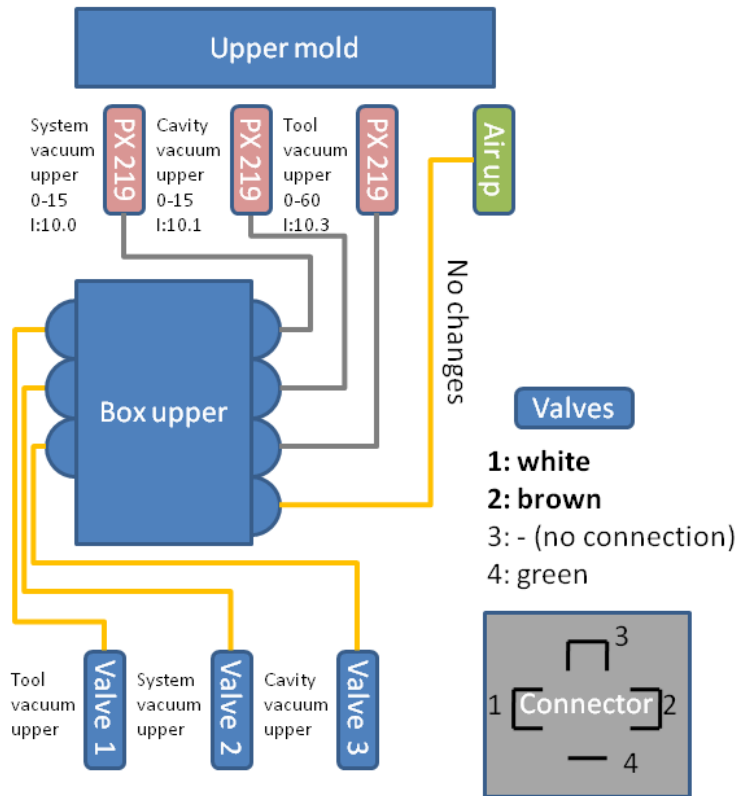 Upper mold
System
vacuum
upper
0-15
I:10.0
PX 219
Cavity
vacuum
upper
0-15
I:10.1
PX 219
Tool
vacuum
upper
0-60
I:10.3
PX 219
Air up
No changes
Box upper
Valves
1: white
2: brown
3: - (no connection)
4: green
Tool
vacuum
upper
Valve 1
System
vacuum
upper
Valve 2
Cavity
vacuum
upper
Valve 3
3
1
Connector
2
4